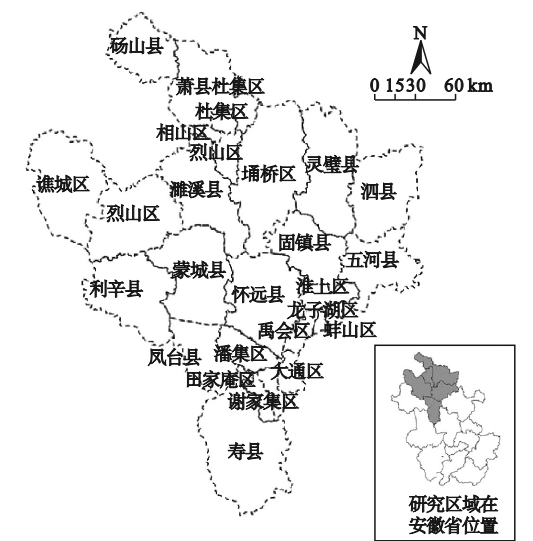 N
砀山县
0 1530 60 km
萧县杜集区
杜集区
相山区
烈山区
灵璧县
埇桥区
谯城区
濉溪县
泗县
烈山区
固镇县
五河县
蒙城县
利辛县
怀远县
淮上区
龙子湖区
禹会区
蚌山区
凤台县
潘集区
大通区
田家庵区
谢家集区
寿县
研究区域在
安徽省位置